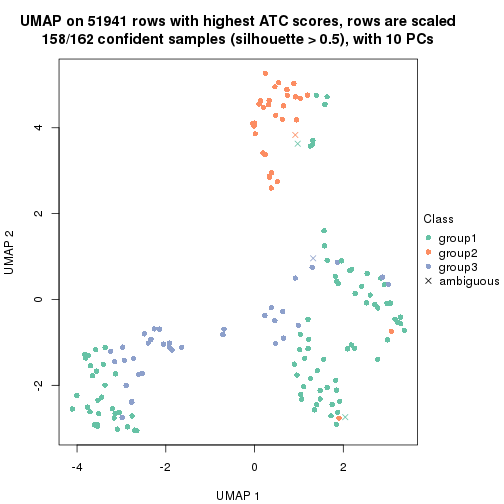 UMAP on 51941 rows with highest ATC scores, rows are scaled
158/162 confident samples (silhouette > 0.5), with 10 PCs
4
2
0
-2
-4
-2
0
2
UMAP 2
UMAP 1
Class
group1
group2
group3
ambiguous